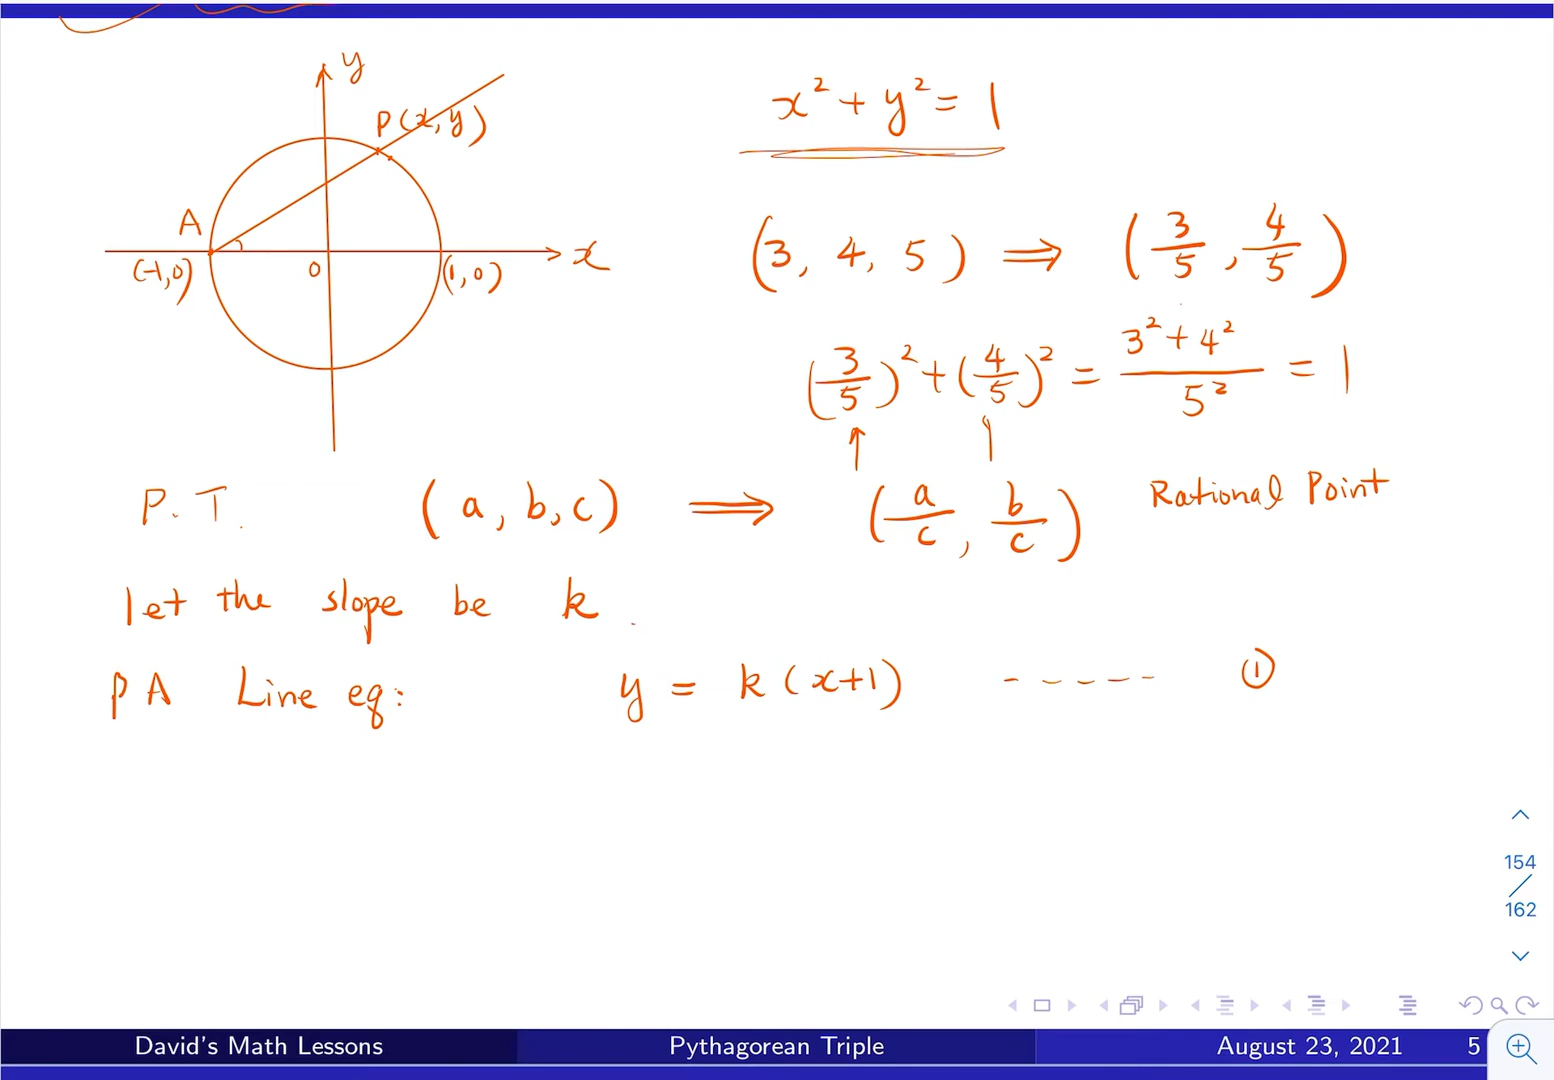 y
P(x, y)
A
(-1,0)
O
(1, 0)
x
x² + y² = 1
(3, 4, 5) ⟹ (3/5, 4/5)
(3/5)² + (4/5)² = (3² + 4²)/5² = 1
P. T. (a, b, c) ⟹ (a/c, b/c) Rational Point
let the slope be k.
PA Line eq: y = k(x+1) - - - - - ①
154
/
162
David's Math Lessons Pythagorean Triple August 23, 2021 5